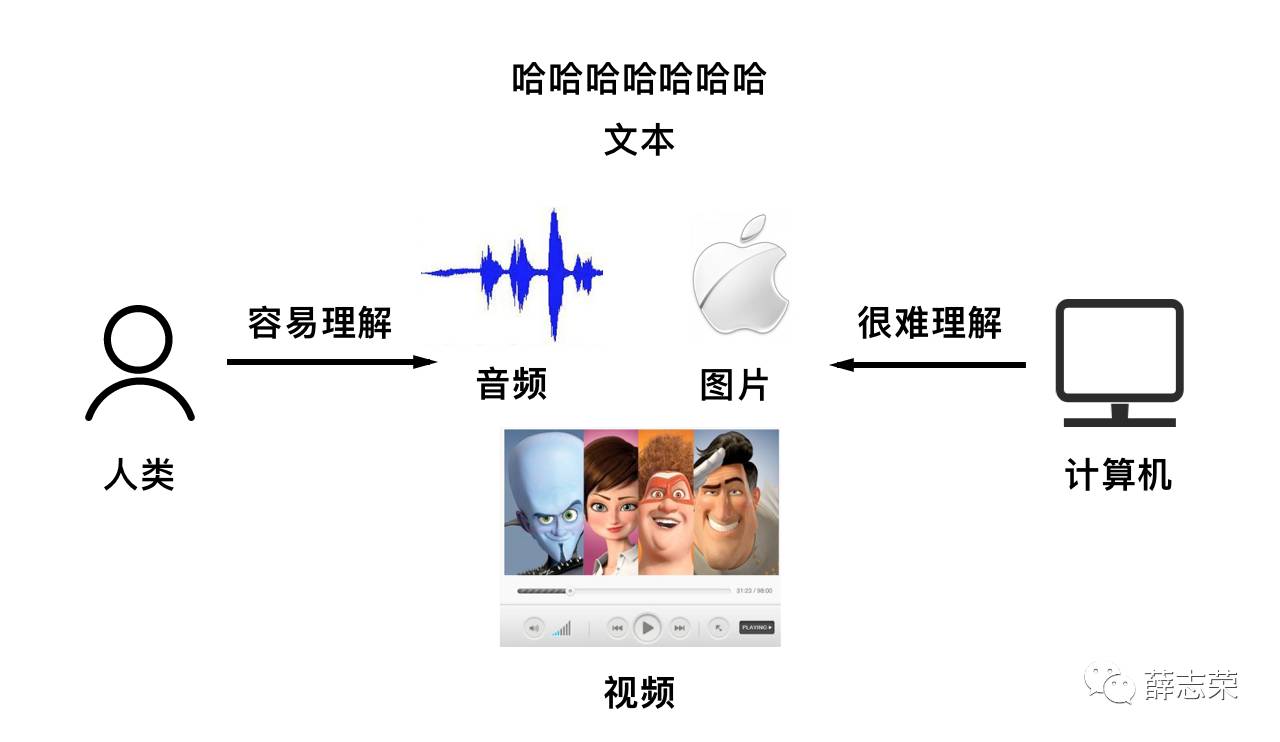 哈哈哈哈哈哈哈
文本
容易理解
很难理解
音频
图片
人类
计算机
31:23 / 98:00
PLAYING
视频
薛志荣